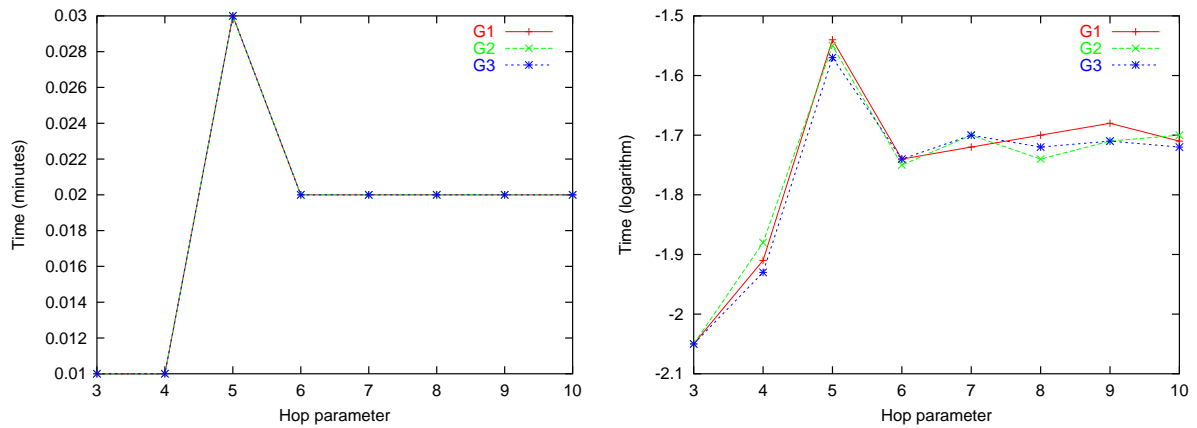 0.03
0.028
0.026
0.024
0.022
0.02
0.018
0.016
0.014
0.012
0.01
Time (minutes)
3 4 5 6 7 8 9 10
Hop parameter
G1
G2
G3
-1.5
-1.6
-1.7
-1.8
-1.9
-2
-2.1
Time (logarithm)
3 4 5 6 7 8 9 10
Hop parameter
G1
G2
G3